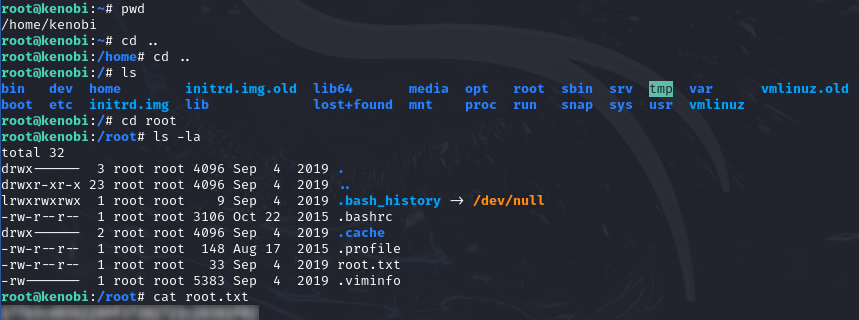 root@kenobi:~# pwd
/home/kenobi
root@kenobi:~# cd ..
root@kenobi:/home# cd ..
root@kenobi:/# ls
bin dev home initrd.img.old lib64 media opt root sbin srv tmp var vmlinuz.old
boot etc initrd.img lib lost+found mnt proc run snap sys usr vmlinuz
root@kenobi:/# cd root
root@kenobi:/root# ls -la
total 32
drwx------ 3 root root 4096 Sep 4 2019 .
drwxr-xr-x 23 root root 4096 Sep 4 2019 ..
lrwxrwxrwx 1 root root 9 Sep 4 2019 .bash_history -> /dev/null
-rw-r--r-- 1 root root 3106 Oct 22 2015 .bashrc
drwx------ 2 root root 4096 Sep 4 2019 .cache
-rw-r--r-- 1 root root 148 Aug 17 2015 .profile
-rw-r--r-- 1 root root 33 Sep 4 2019 root.txt
-rw------- 1 root root 5383 Sep 4 2019 .viminfo
root@kenobi:/root# cat root.txt